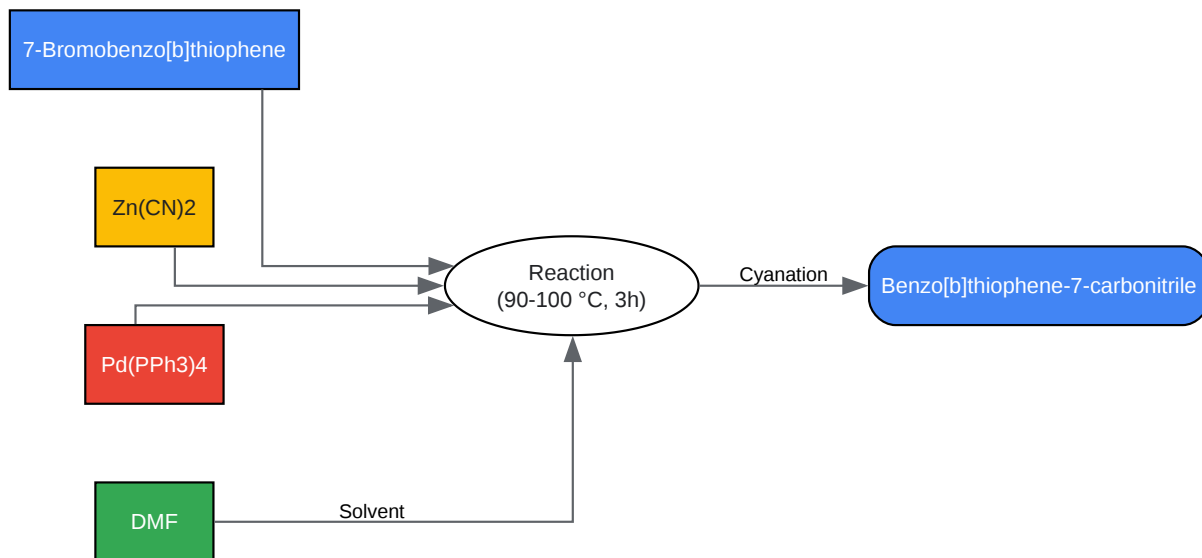 7-Bromobenzo[b]thiophene
Zn(CN)2
Reaction
(90-100 °C, 3h)
Cyanation
Benzo[b]thiophene-7-carbonitrile
Pd(PPh3)4
Solvent
DMF